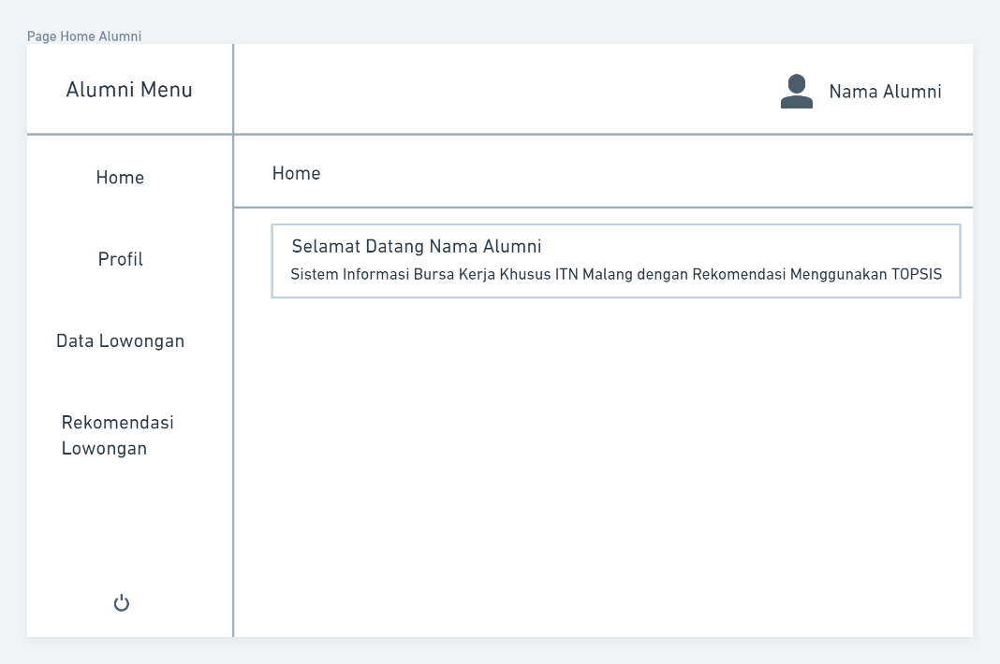 Page Home Alumni
Alumni Menu
Nama Alumni
Home
Profil
Data Lowongan
Rekomendasi
Lowongan
Home
Selamat Datang Nama Alumni
Sistem Informasi Bursa Kerja Khusus ITN Malang dengan Rekomendasi Menggunakan TOPSIS